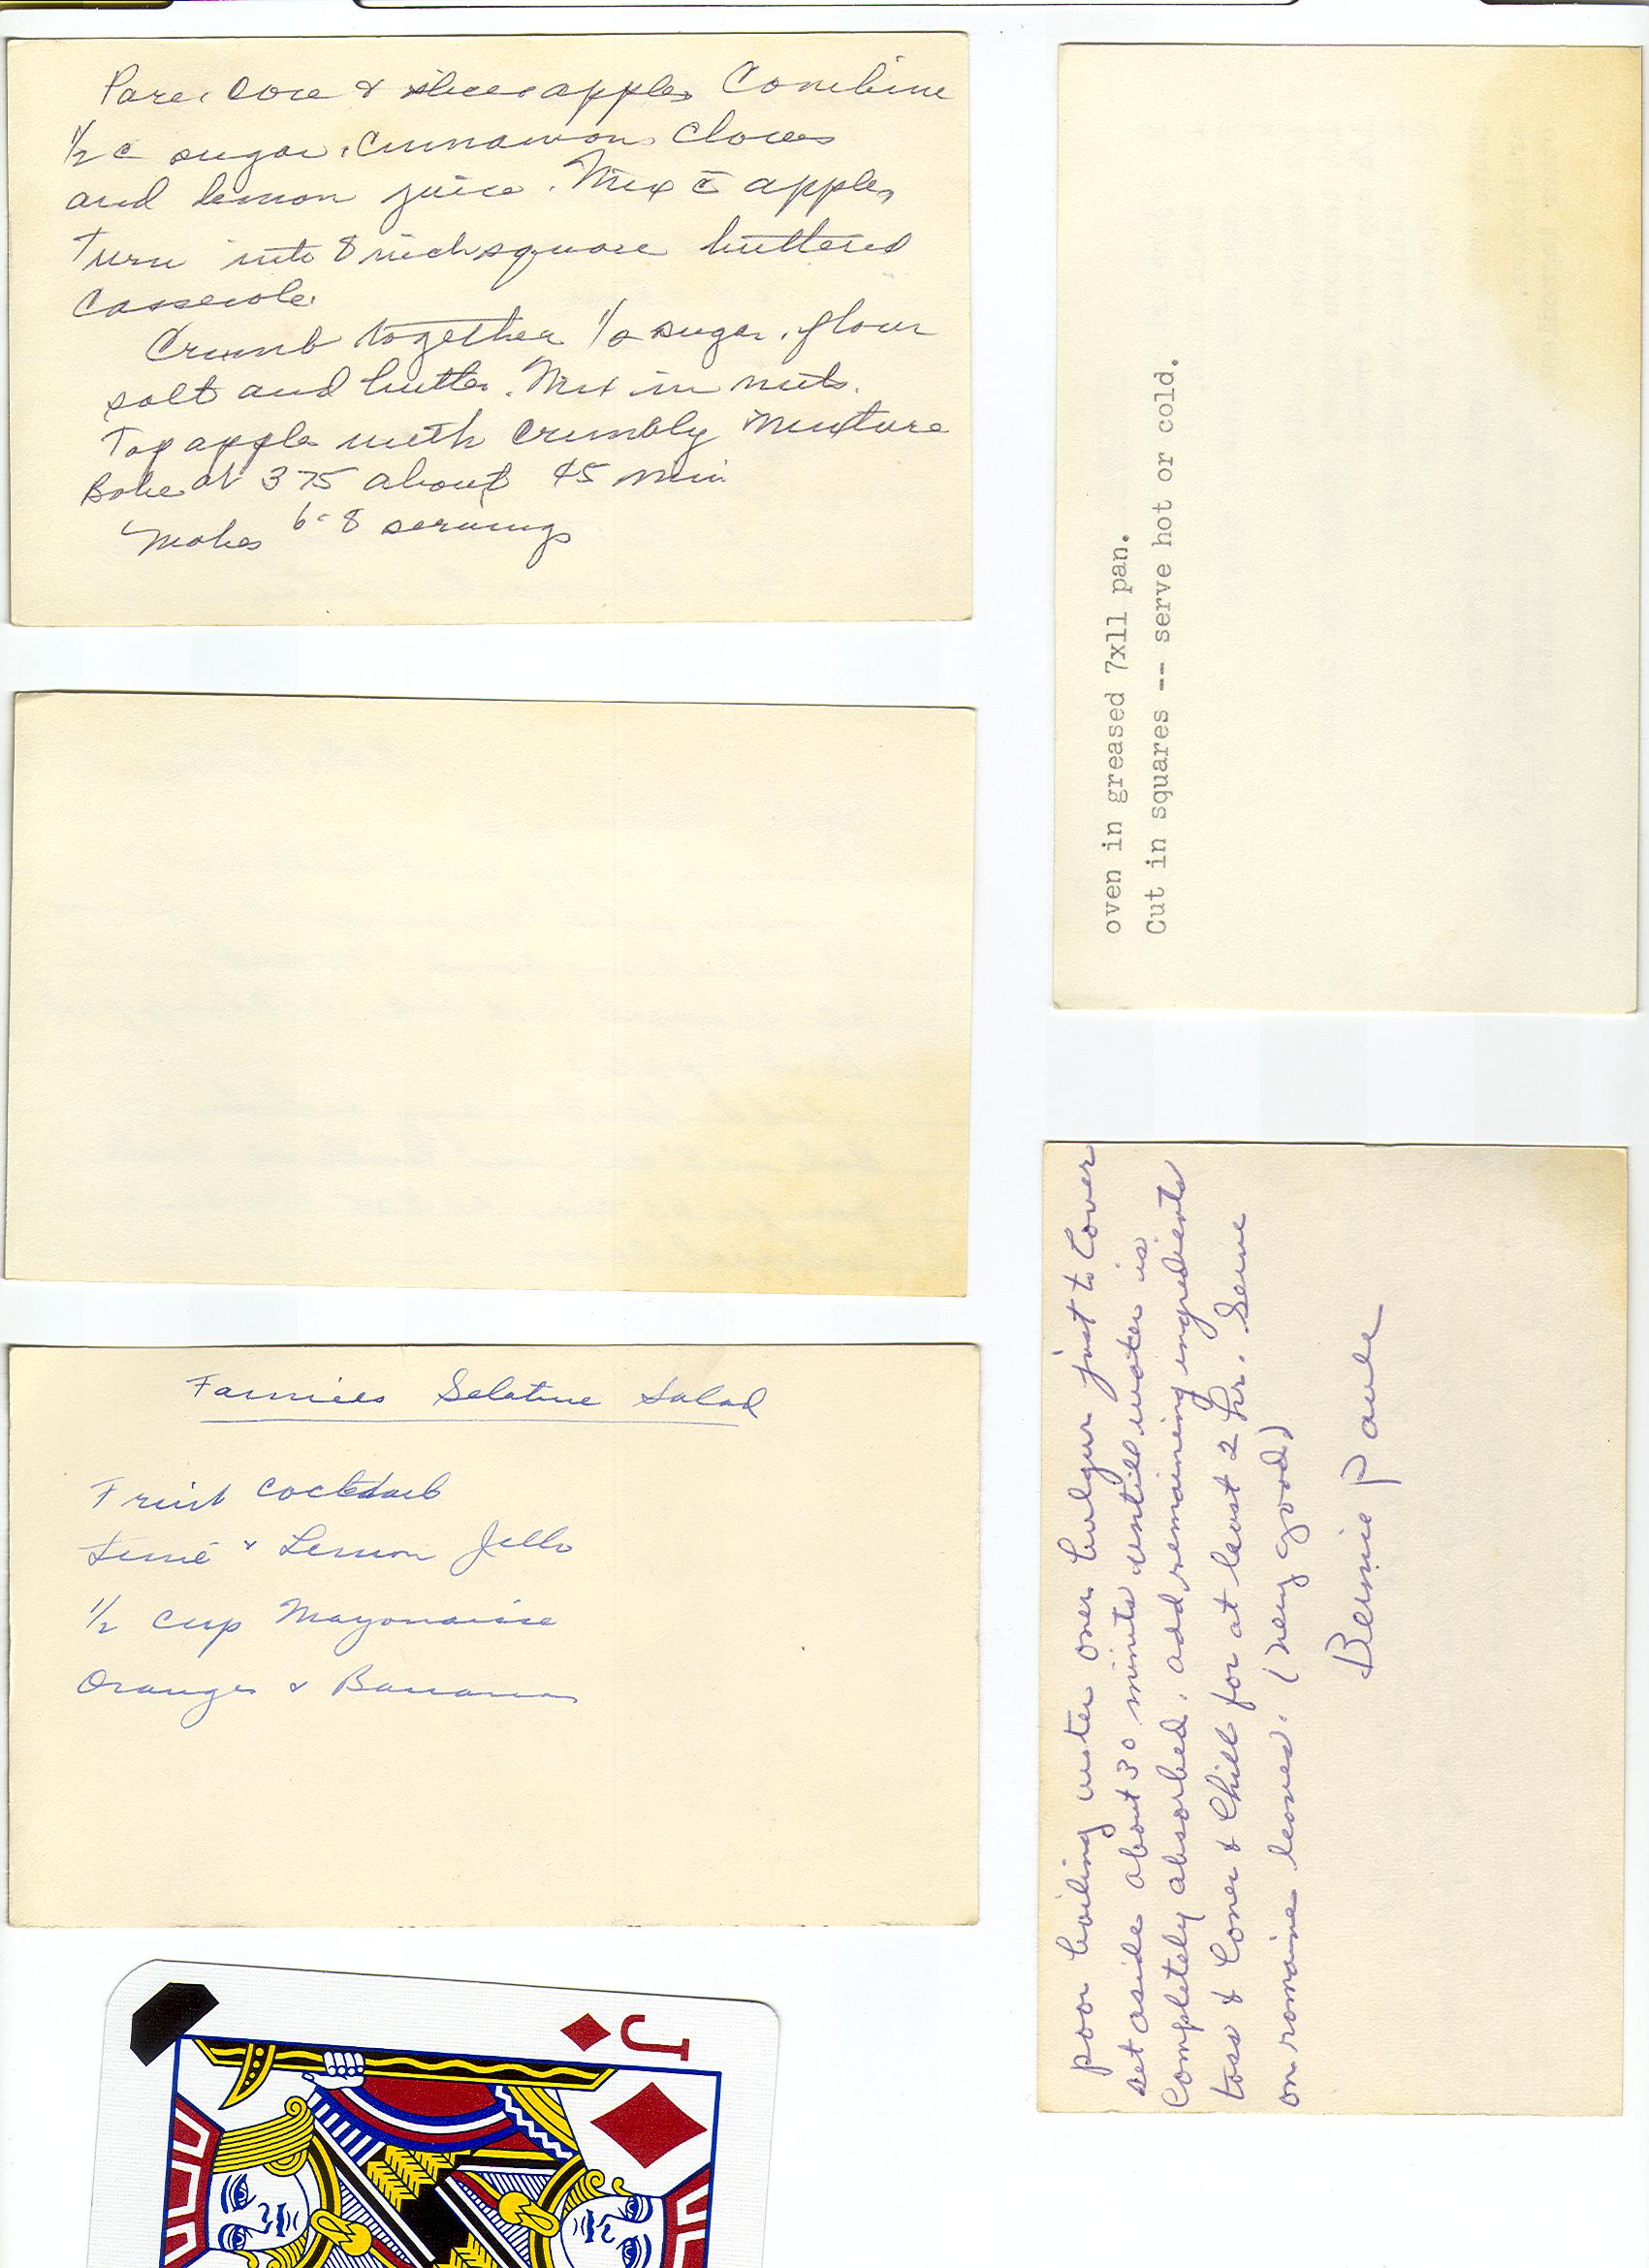 Pare, Core & slice apples Combine
1/2 c sugar, Cinnamon, Cloves
and lemon juice. Mix c̄ apples
Turn into 8 inch square buttered
Casserole.
Crumb together 1/2 sugar, flour
salt and butter. Mix in nuts.
Top apple with crumbly mixture
Bake at 375 about 45 min
Makes 6-8 servings
Fannies Gelatine Salad
Fruit Cocktail
Lime & Lemon Jello
1/2 cup Mayonaise
Oranges & Bananas
J
oven in greased 7x11 pan.
Cut in squares -- serve hot or cold.
poor boiling water over bulgur just to Cover
set aside about 30 minute untill water is
Completely absorbed. add remaining ingredients
toss & Cover & Chill for at least 2 hr. Serve
on romaine leaves. (Very good)
Bernie Paule